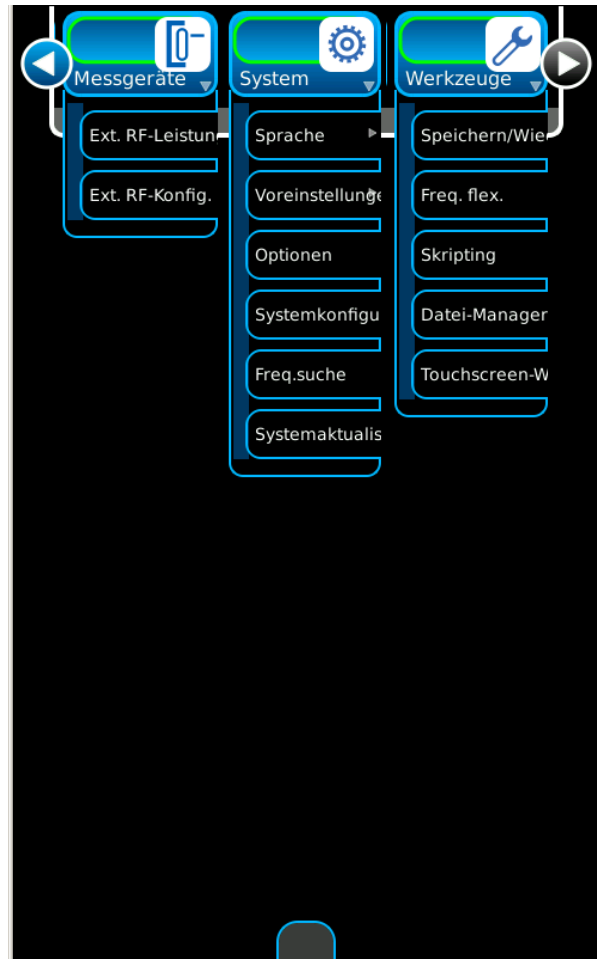 Messgeräte
System
Werkzeuge
Ext. RF-Leistun
Ext. RF-Konfig.
Sprache
Voreinstellunge
Optionen
Systemkonfigu
Freq.suche
Systemaktualis
Speichern/Wie
Freq. flex.
Skripting
Datei-Manager
Touchscreen-W